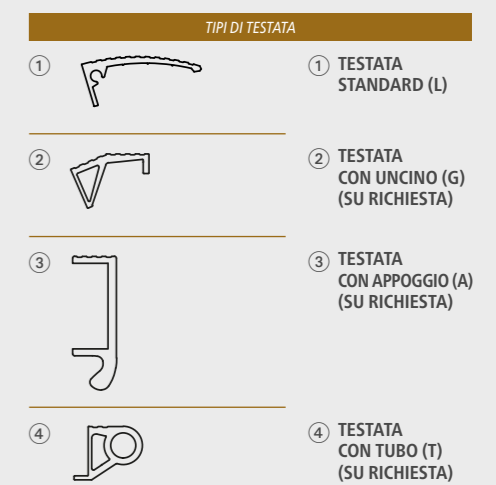 TIPI DI TESTATA
1
1 TESTATA
STANDARD (L)
2
2 TESTATA
CON UNCINO (G)
(SU RICHIESTA)
3
3 TESTATA
CON APPOGGIO (A)
(SU RICHIESTA)
4
4 TESTATA
CON TUBO (T)
(SU RICHIESTA)